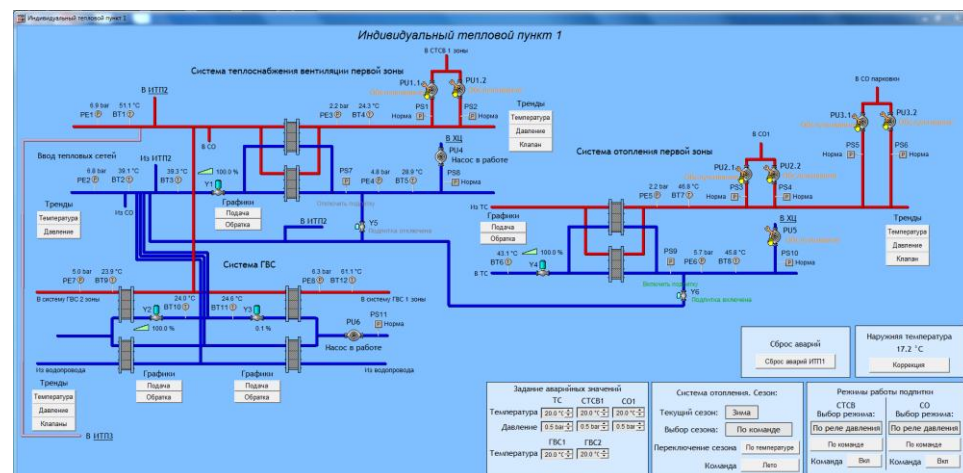 Индивидуальный тепловой пункт 1
Индивидуальный тепловой пункт 1
В СТСВ 1 зоны
Система теплоснабжения вентиляции первой зоны
PU1.1
PU1.2
В СО парковки
В ИТП2
6.9 bar
51.1 °C
PE1
BT1
2.2 bar
24.3 °C
PE3
BT4
PS1
PS2
Норма
Норма
Тренды
Температура
Давление
Клапан
PU3.1
PU3.2
В СО
В ХЦ
PU4
Насос в работе
В СО1
PS5
PS6
Норма
Норма
Ввод тепловых сетей
Из ИТП2
6.8 bar
39.1 °C
39.3 °C
PE2
BT2
BT3
100.0 %
Y1
PS7
4.8 bar
26.9 °C
PE4
BT5
PS8
Норма
Система отопления первой зоны
PU2.1
PU2.2
2.2 bar
45.8 °C
PE5
BT7
PS3
PS4
Норма
Норма
Тренды
Температура
Давление
Из СО
Графики
Подача
Обратка
Отключить подпитку
Y5
Подпитка отключена
В ИТП2
Из ТС
Графики
Подача
Обратка
В ХЦ
PU5
Тренды
Температура
Давление
Клапан
43.1 °C
100.0 %
BT6
Y4
В ТС
PS9
5.7 bar
45.8 °C
PE6
BT8
PS10
Норма
Включить подпитку
Y6
Подпитка включена
Система ГВС
5.0 bar
23.9 °C
PE7
BT9
6.3 bar
61.1 °C
PE8
BT12
В систему ГВС 2 зоны
В систему ГВС 1 зоны
24.0 °C
24.6 °C
Y2
BT10
BT11
Y3
100.0 %
0.1 %
PU6
PS11
Норма
Насос в работе
Из водопровода
Из водопровода
Тренды
Температура
Давление
Клапаны
Графики
Подача
Обратка
Графики
Подача
Обратка
В ИТП3
Сброс аварий
Сброс аварий ИТП1
Наружняя температура
17.2 °C
Коррекция
Задание аварийных значений
ТС СТСВ1 СО1
Температура 20.0 °C 20.0 °C 20.0 °C
Давление 0.5 bar 0.5 bar 0.5 bar
ГВС1 ГВС2
Температура 20.0 °C 20.0 °C
Система отопления. Сезон:
Текущий сезон: Зима
Выбор сезона: По команде
Переключение сезона По температуре
Команда Лето
Режимы работы подпитки
СТСВ СО
Выбор режима: Выбор режима:
По реле давления По реле давления
По команде По команде
Команда Вкл Команда Вкл